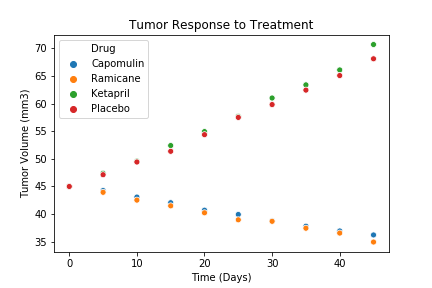 Tumor Response to Treatment
Drug
Capomulin
Ramicane
Ketapril
Placebo
Tumor Volume (mm3)
70
65
60
55
50
45
40
35
0 10 20 30 40
Time (Days)